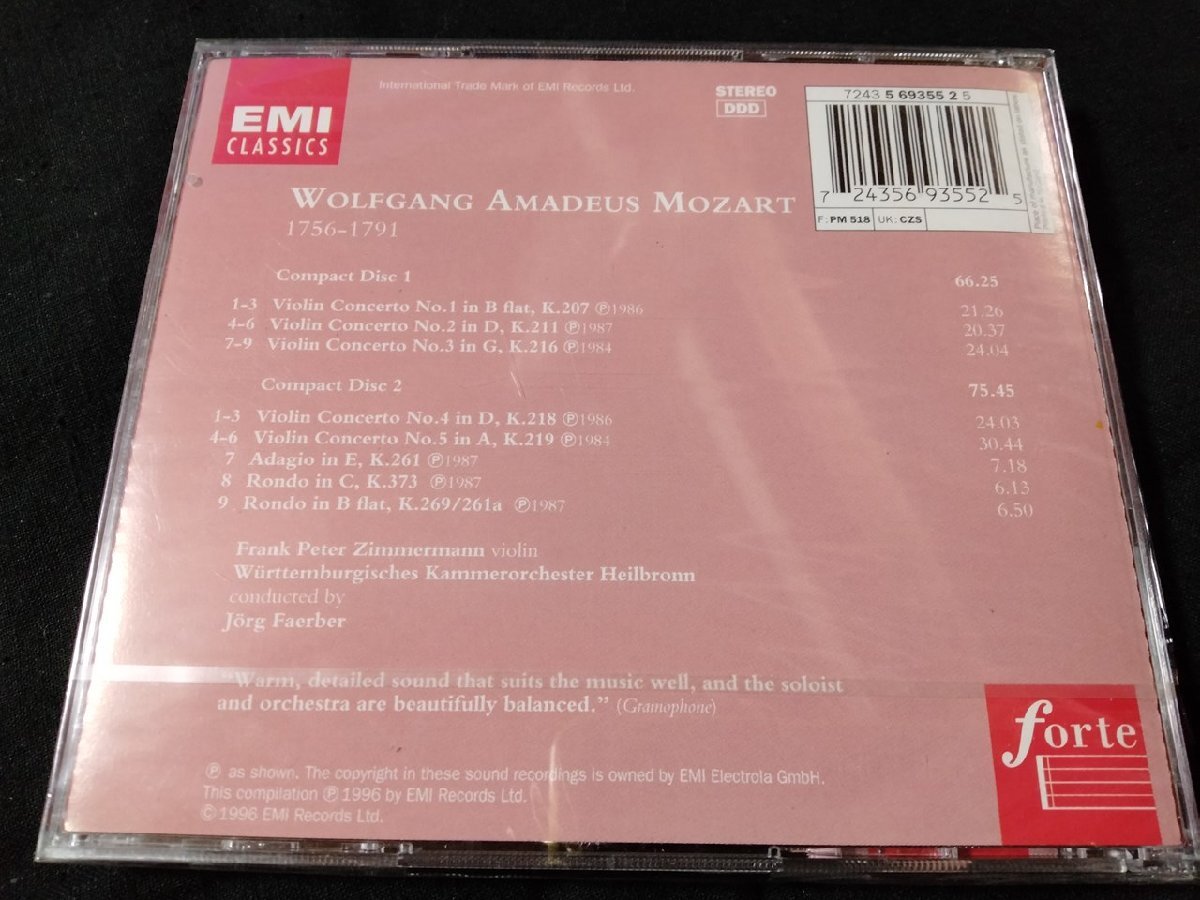 International Trade Mark of EMI Records Ltd.
EMI
CLASSICS
STEREO
DDD
7243 5 69355 2 5
7 24356 93552 5
F: PM 518 UK: CZS
WOLFGANG AMADEUS MOZART
1756-1791
Compact Disc 1 66.25
1-3 Violin Concerto No.1 in B flat, K.207 ℗1986 21.26
4-6 Violin Concerto No.2 in D, K.211 ℗1987 20.37
7-9 Violin Concerto No.3 in G, K.216 ℗1984 24.04
Compact Disc 2 75.45
1-3 Violin Concerto No.4 in D, K.218 ℗1986 24.03
4-6 Violin Concerto No.5 in A, K.219 ℗1984 30.44
7 Adagio in E, K.261 ℗1987 7.18
8 Rondo in C, K.373 ℗1987 6.13
9 Rondo in B flat, K.269/261a ℗1987 6.50
Frank Peter Zimmermann violin
Württemburgisches Kammerorchester Heilbronn
conducted by
Jörg Faerber
"Warm, detailed sound that suits the music well, and the soloist
and orchestra are beautifully balanced." (Gramophone)
forte
℗ as shown. The copyright in these sound recordings is owned by EMI Electrola GmbH.
This compilation ℗ 1996 by EMI Records Ltd.
© 1996 EMI Records Ltd.